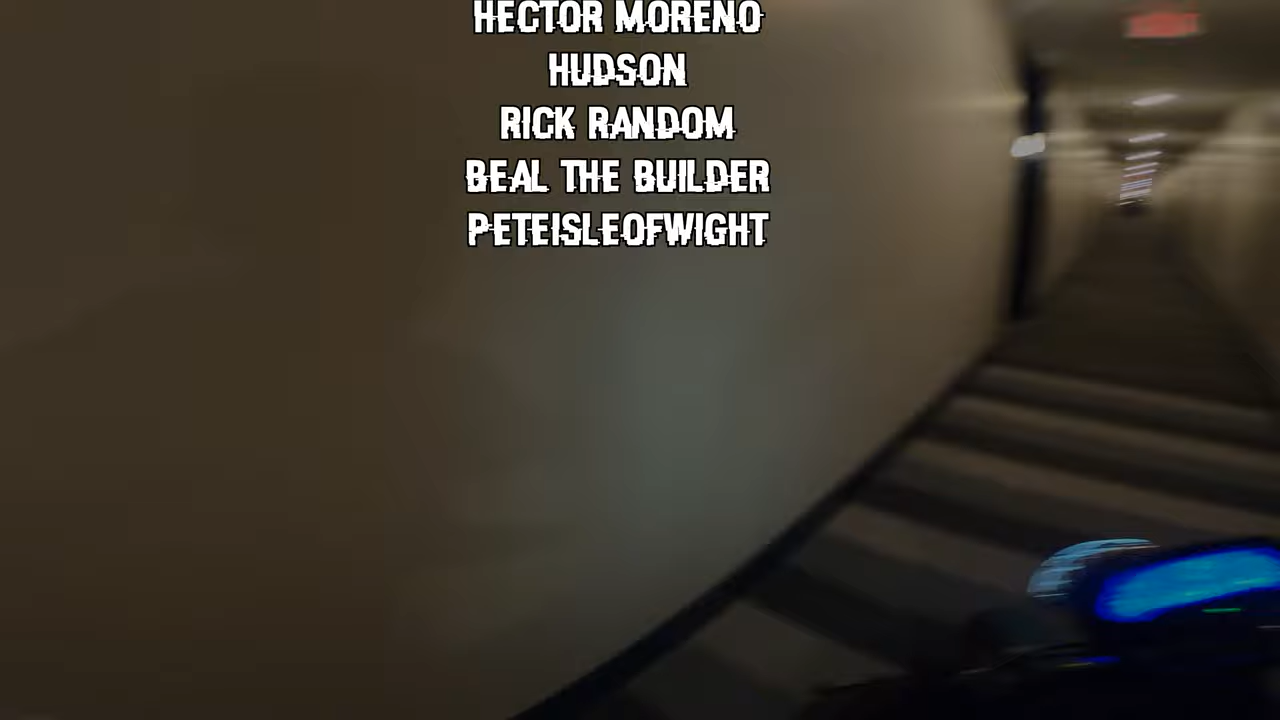 HECTOR MORENO
HUDSON
RICK RANDOM
BEAL THE BUILDER
PETEISLEOFWIGHT